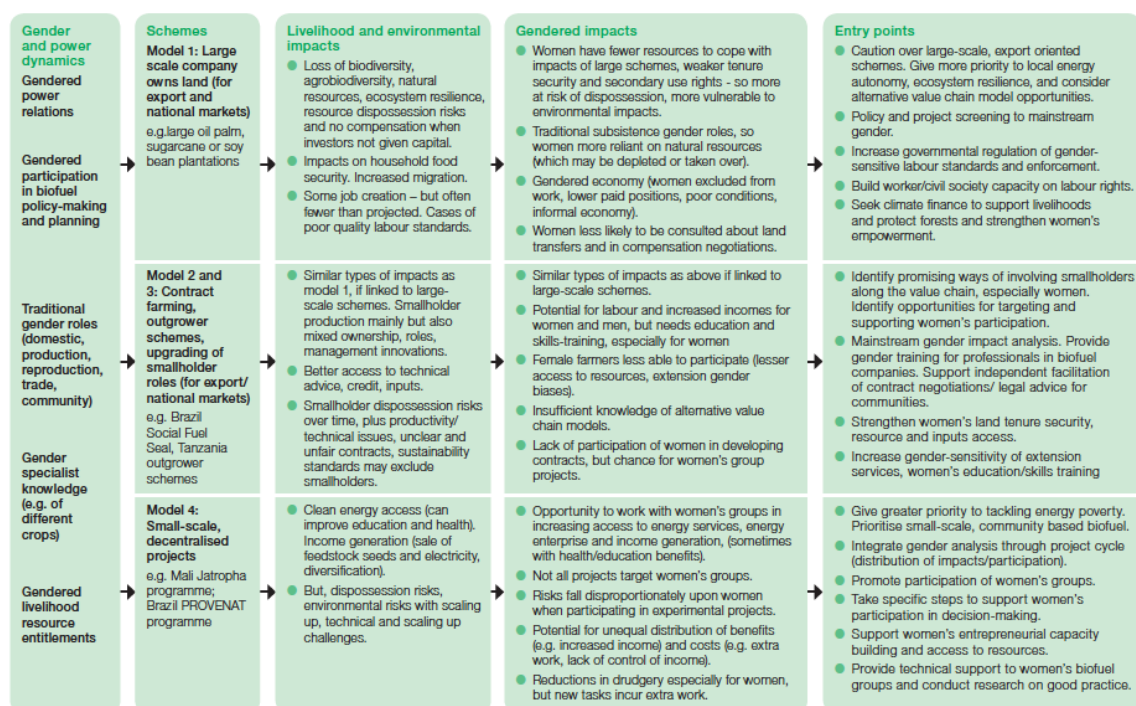 Gender
and power
dynamics
Gendered
power
relations
Gendered
participation
in biofuel
policy-making
and planning
Traditional
gender roles
(domestic,
production,
reproduction,
trade,
community)
Gender
specialist
knowledge
(e.g. of
different
crops)
Gendered
livelihood
resource
entitlements
Schemes
Model 1: Large
scale company
owns land (for
export and
national markets)
e.g.large oil palm,
sugarcane or soy
bean plantations
Livelihood and environmental
impacts
Loss of biodiversity,
agrobiodiversity, natural
resources, ecosystem resilience,
resource dispossession risks
and no compensation when
investors not given capital.
Impacts on household food
security. Increased migration.
Some job creation – but often
fewer than projected. Cases of
poor quality labour standards.
Gendered impacts
Women have fewer resources to cope with
impacts of large schemes, weaker tenure
security and secondary use rights - so more
at risk of dispossession, more vulnerable to
environmental impacts.
Traditional subsistence gender roles, so
women more reliant on natural resources
(which may be depleted or taken over).
Gendered economy (women excluded from
work, lower paid positions, poor conditions,
informal economy).
Women less likely to be consulted about land
transfers and in compensation negotiations.
Entry points
Caution over large-scale, export oriented
schemes. Give more priority to local energy
autonomy, ecosystem resilience, and consider
alternative value chain model opportunities.
Policy and project screening to mainstream
gender.
Increase governmental regulation of gender-
sensitive labour standards and enforcement.
Build worker/civil society capacity on labour rights.
Seek climate finance to support livelihoods
and protect forests and strengthen women's
empowerment.
Model 2 and
3: Contract
farming,
outgrower
schemes,
upgrading of
smallholder
roles (for export/
national markets)
e.g. Brazil
Social Fuel
Seal, Tanzania
outgrower
schemes
Similar types of impacts as
model 1, if linked to large-
scale schemes. Smallholder
production mainly but also
mixed ownership, roles,
management innovations.
Better access to technical
advice, credit, inputs.
Smallholder dispossession risks
over time, plus productivity/
technical issues, unclear and
unfair contracts, sustainability
standards may exclude
smallholders.
Similar types of impacts as above if linked to
large-scale schemes.
Potential for labour and increased incomes for
women and men, but needs education and
skills-training, especially for women
Female farmers less able to participate (lesser
access to resources, extension gender
biases).
Insufficient knowledge of alternative value
chain models.
Lack of participation of women in developing
contracts, but chance for women's group
projects.
Identify promising ways of involving smallholders
along the value chain, especially women.
Identify opportunities for targeting and
supporting women's participation.
Mainstream gender impact analysis. Provide
gender training for professionals in biofuel
companies. Support independent facilitation
of contract negotiations/ legal advice for
communities.
Strengthen women's land tenure security,
resource and inputs access.
Increase gender-sensitivity of extension
services, women's education/skills training
Model 4:
Small-scale,
decentralised
projects
e.g. Mali Jatropha
programme;
Brazil PROVENAT
programme
Clean energy access (can
improve education and health).
Income generation (sale of
feedstock seeds and electricity,
diversification).
But, dispossession risks,
environmental risks with scaling
up, technical and scaling up
challenges.
Opportunity to work with women's groups in
increasing access to energy services, energy
enterprise and income generation, (sometimes
with health/education benefits).
Not all projects target women's groups.
Risks fall disproportionately upon women
when participating in experimental projects.
Potential for unequal distribution of benefits
(e.g. increased income) and costs (e.g. extra
work, lack of control of income).
Reductions in drudgery especially for women,
but new tasks incur extra work.
Give greater priority to tackling energy poverty.
Prioritise small-scale, community based biofuel.
Integrate gender analysis through project cycle
(distribution of impacts/participation).
Promote participation of women's groups.
Take specific steps to support women's
participation in decision-making.
Support women's entrepreneurial capacity
building and access to resources.
Provide technical support to women's biofuel
groups and conduct research on good practice.